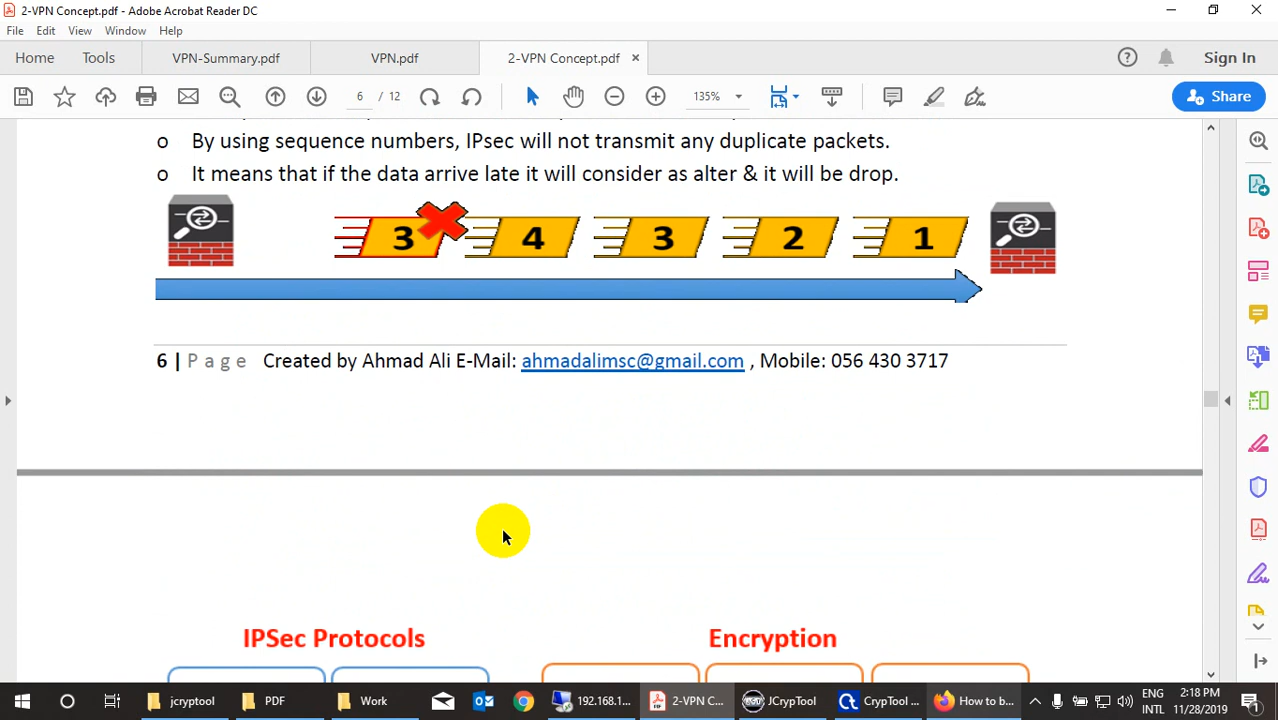 2-VPN Concept.pdf - Adobe Acrobat Reader DC
File Edit View Window Help
Home Tools VPN-Summary.pdf VPN.pdf 2-VPN Concept.pdf × Sign In
6 / 12 135% Share
o By using sequence numbers, IPsec will not transmit any duplicate packets.
o It means that if the data arrive late it will consider as alter & it will be drop.
3 4 3 2 1
6 | P a g e Created by Ahmad Ali E-Mail: ahmadalimsc@gmail.com , Mobile: 056 430 3717
IPSec Protocols Encryption
jcryptool PDF Work 192.168.1... 2-VPN C... JCrypTool CrypTool ... How to b... ENG 2:18 PM
INTL 11/28/2019